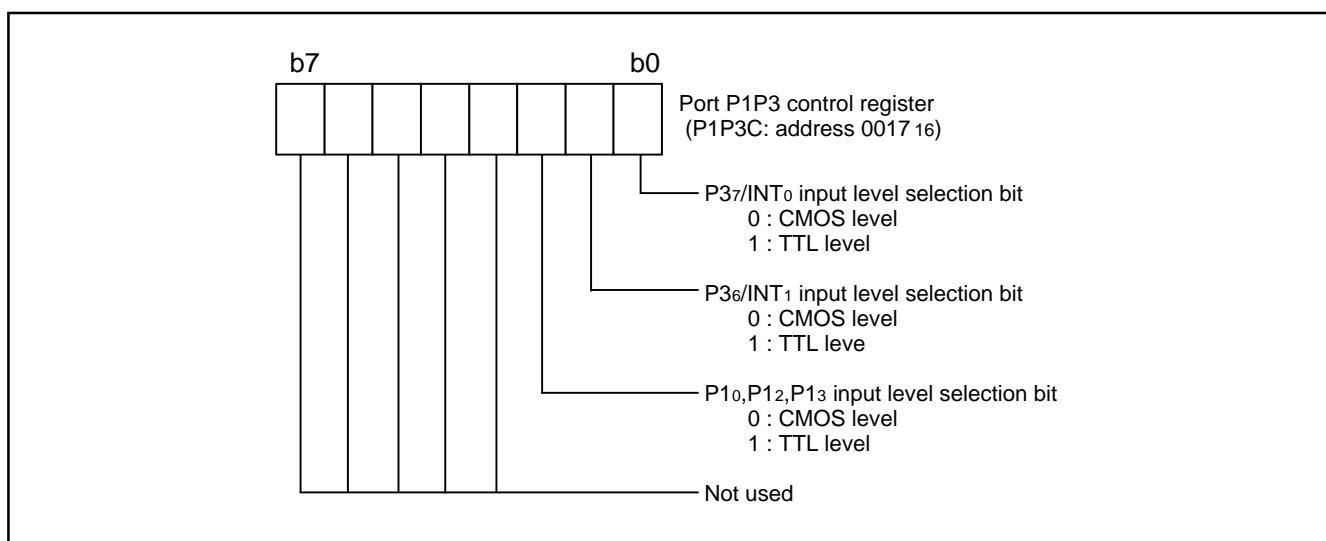 b7 b0
Port P1P3 control register
(P1P3C: address 0017 16)
P37/INT0 input level selection bit
0 : CMOS level
1 : TTL level
P36/INT1 input level selection bit
0 : CMOS level
1 : TTL leve
P10,P12,P13 input level selection bit
0 : CMOS level
1 : TTL level
Not used